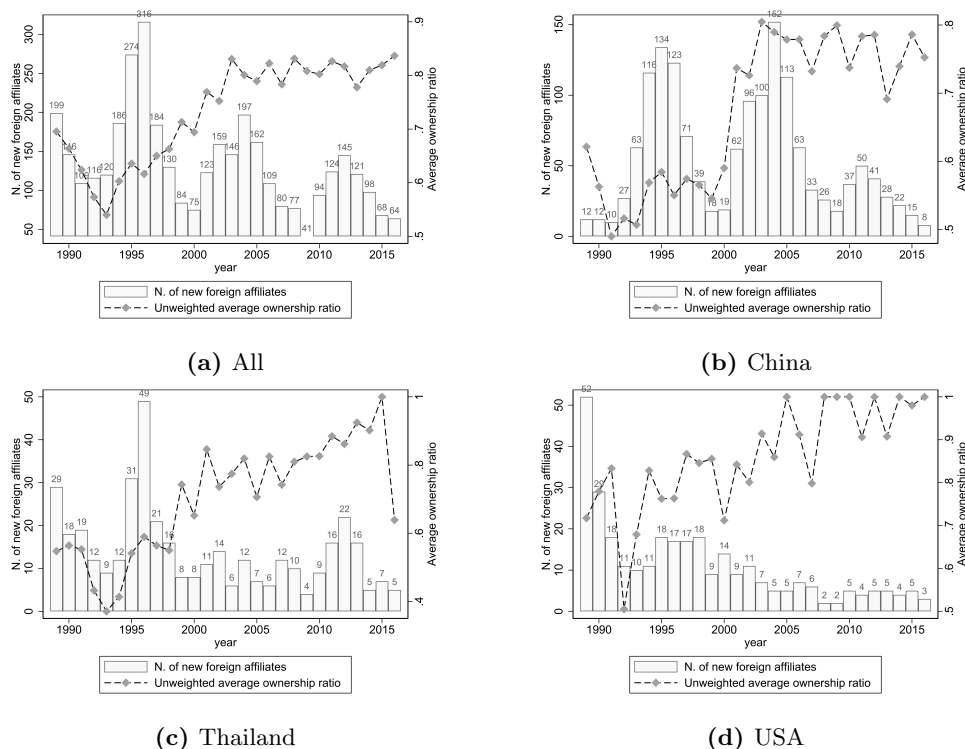 N. of new foreign affiliates
50 100 150 200 250 300
199 116 120 186 274 316 184 130 84 75 123 159 146 197 162 109 80 77 41 94 124 145 121 98 68 64
.5 .6 .7 .8 .9
Average ownership ratio
1990 1995 2000 2005 2010 2015
year
N. of new foreign affiliates
Unweighted average ownership ratio
(a) All
N. of new foreign affiliates
0 50 100 150
12 12 10 27 63 116 134 123 71 39 18 19 62 96 100 152 113 63 33 26 18 37 50 41 28 22 15 8
.5 .6 .7 .8
Average ownership ratio
1990 1995 2000 2005 2010 2015
year
N. of new foreign affiliates
Unweighted average ownership ratio
(b) China
N. of new foreign affiliates
0 10 20 30 40 50
29 18 19 12 9 12 31 49 21 16 8 8 11 14 6 12 7 6 12 10 4 9 16 22 16 5 7 5
.4 .6 .8 1
Average ownership ratio
1990 1995 2000 2005 2010 2015
year
N. of new foreign affiliates
Unweighted average ownership ratio
(c) Thailand
N. of new foreign affiliates
0 10 20 30 40 50
52 29 18 11 10 11 18 17 17 18 9 14 9 11 7 5 5 7 6 2 2 5 4 5 5 4 5 3
.5 .6 .7 .8 .9 1
Average ownership ratio
1990 1995 2000 2005 2010 2015
year
N. of new foreign affiliates
Unweighted average ownership ratio
(d) USA